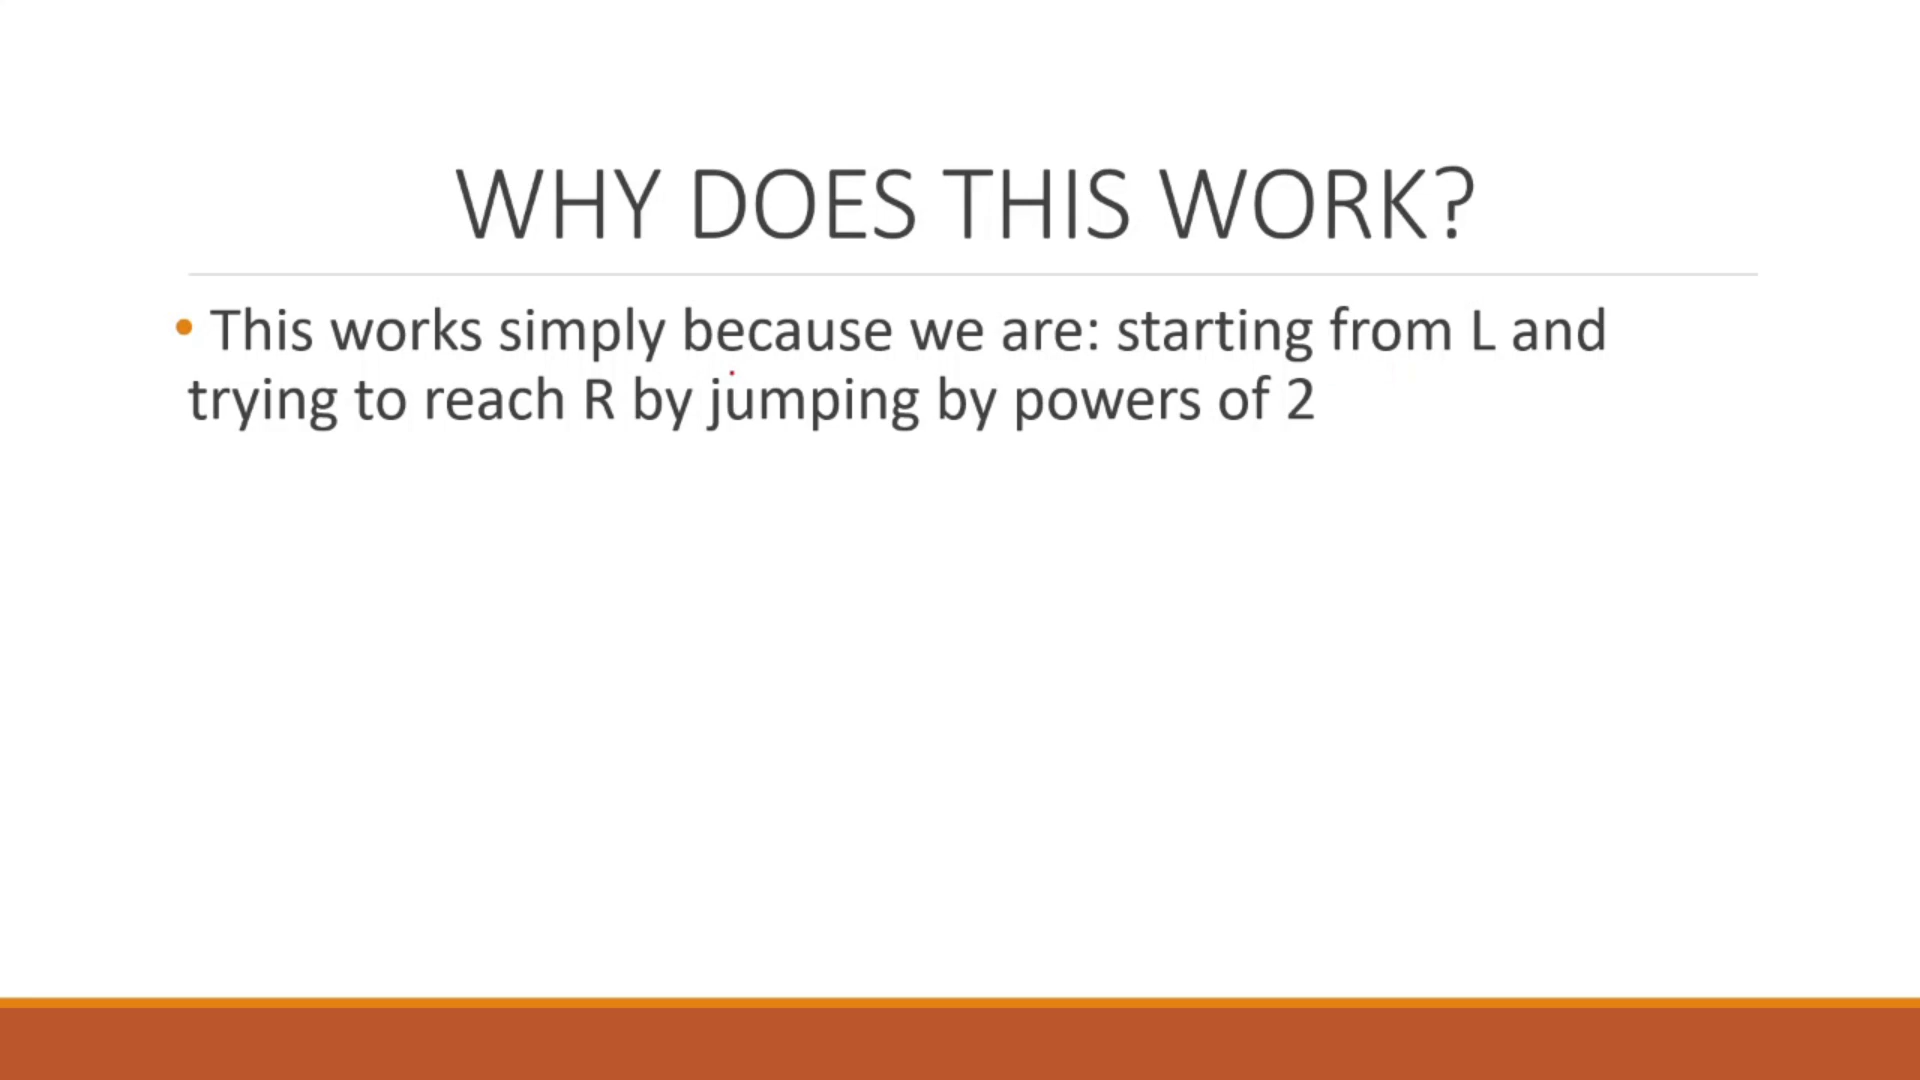 WHY DOES THIS WORK?
• This works simply because we are: starting from L and
trying to reach R by jumping by powers of 2